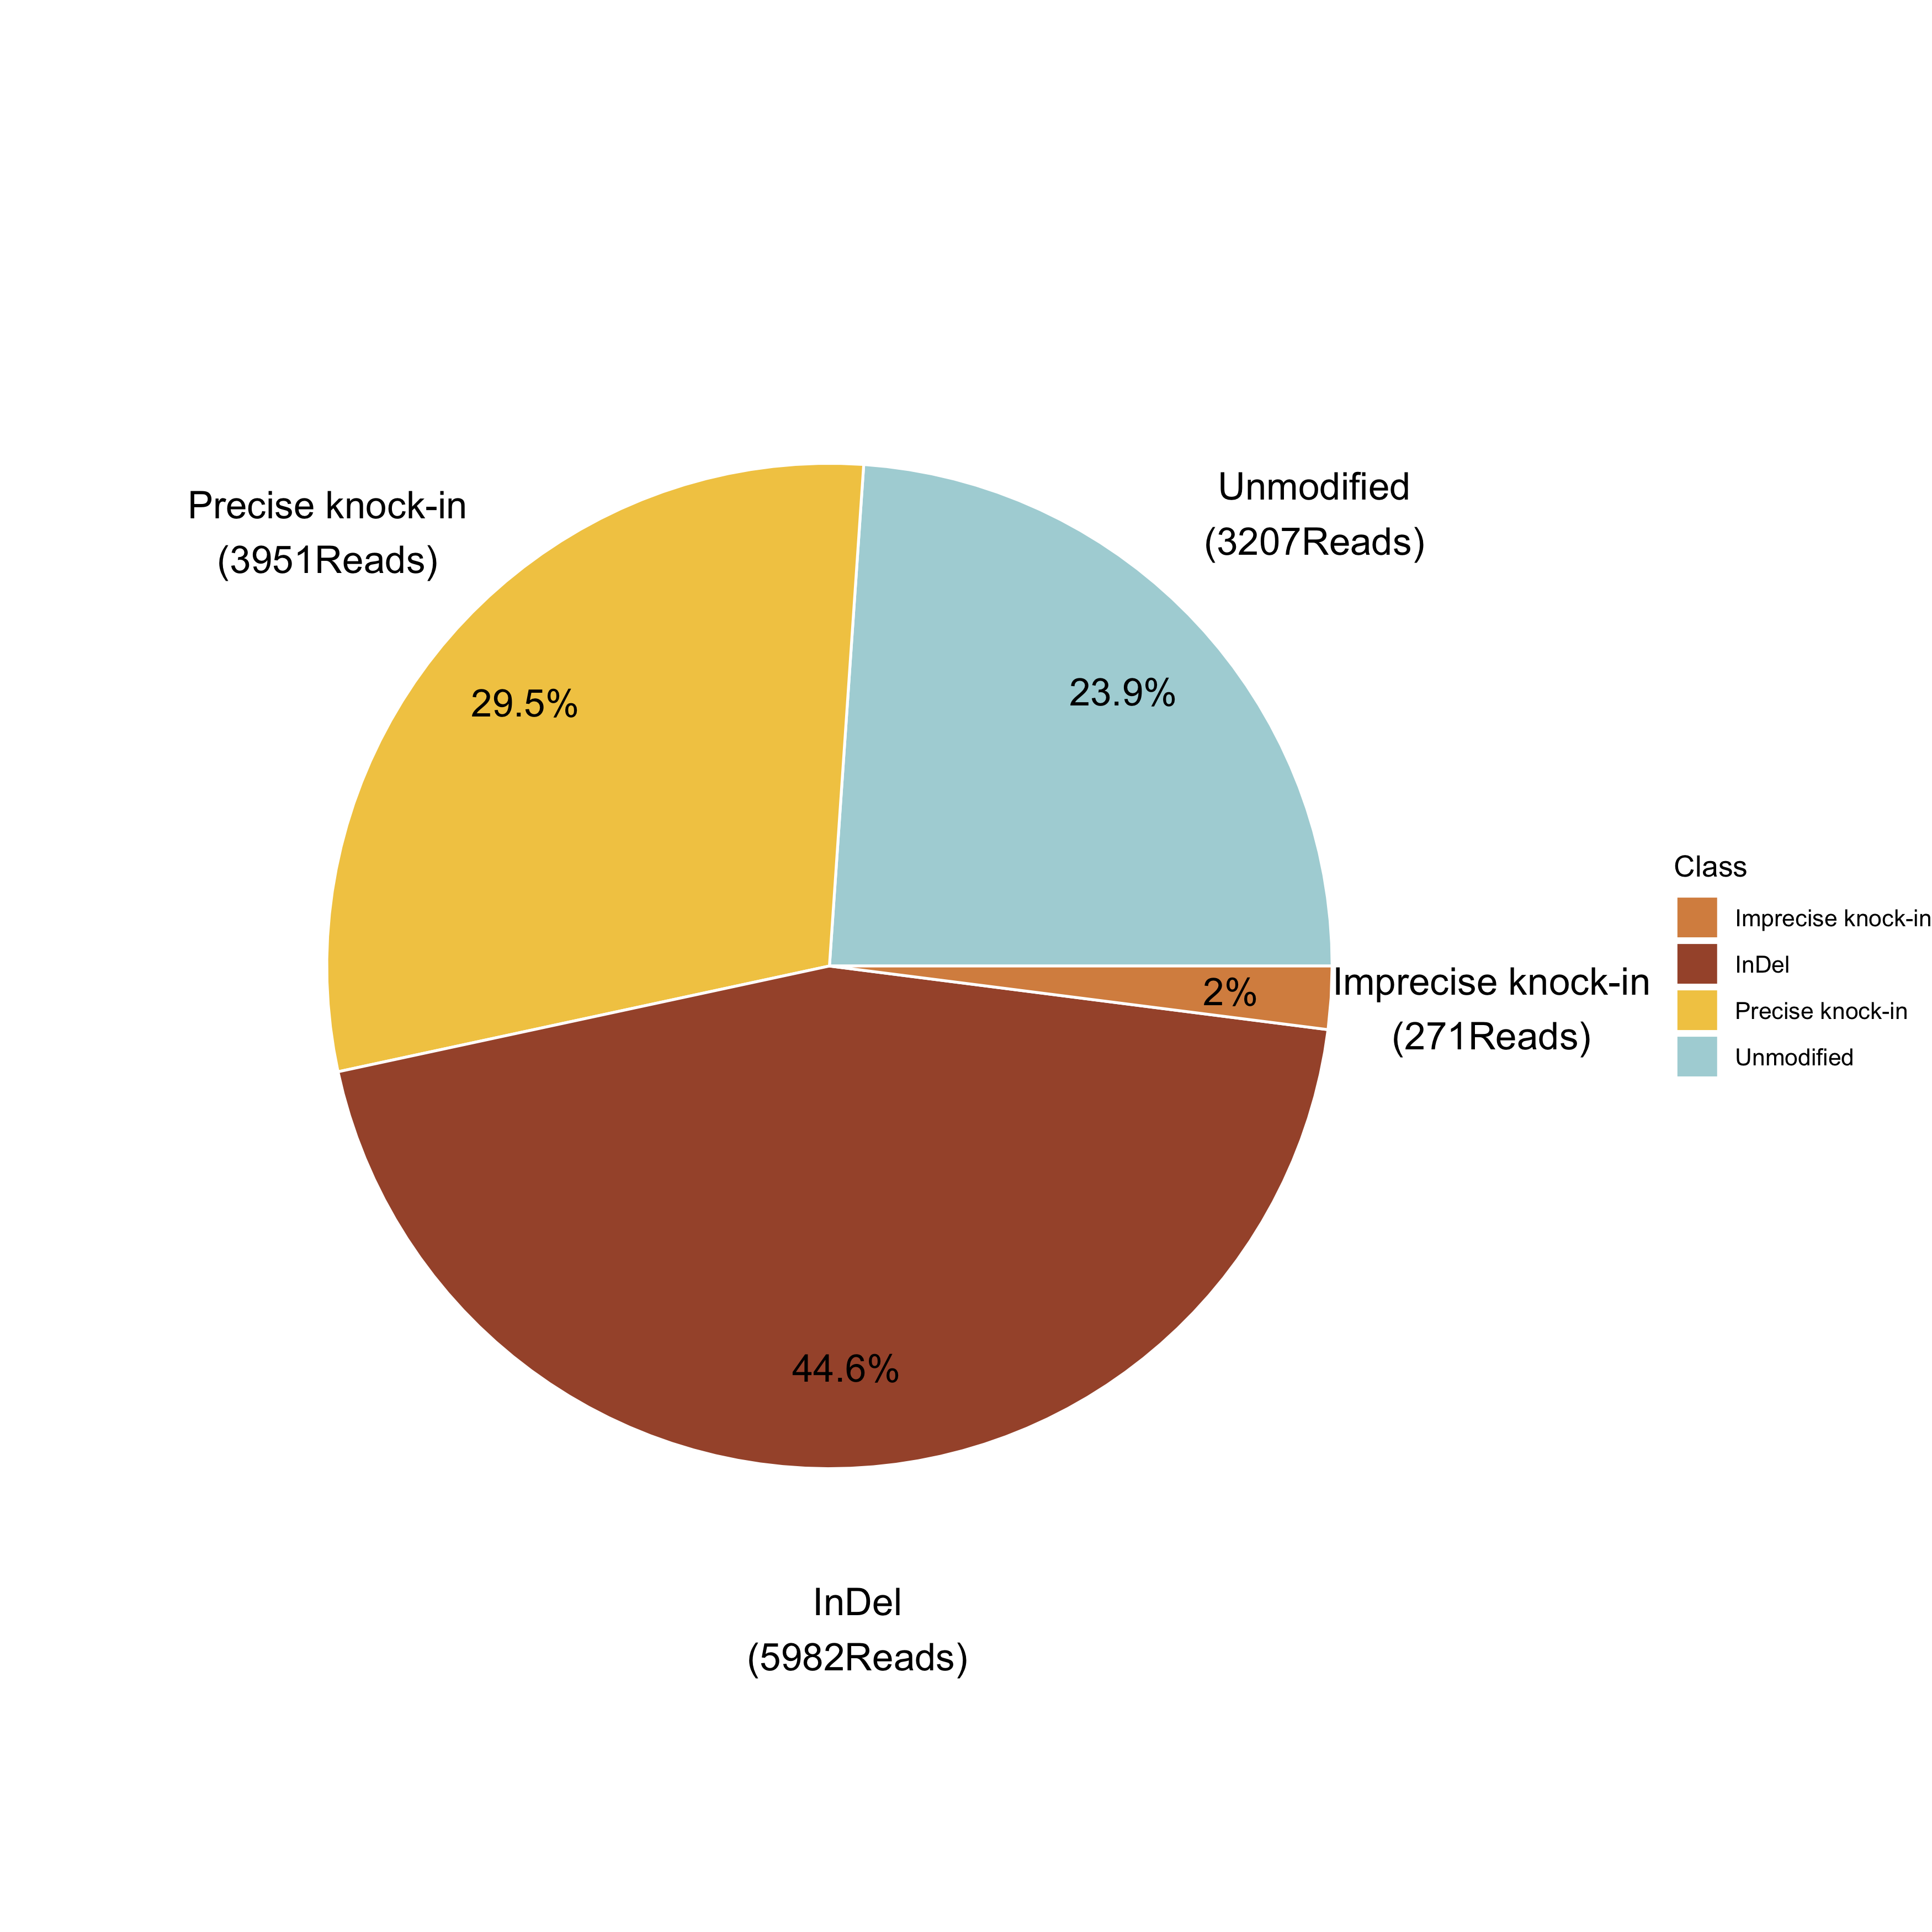 Unmodified
(3207Reads)
Precise knock-in
(3951Reads)
23.9%
29.5%
Class
Imprecise knock-in
InDel
Precise knock-in
Unmodified
Imprecise knock-in
(271Reads)
2%
44.6%
InDel
(5982Reads)